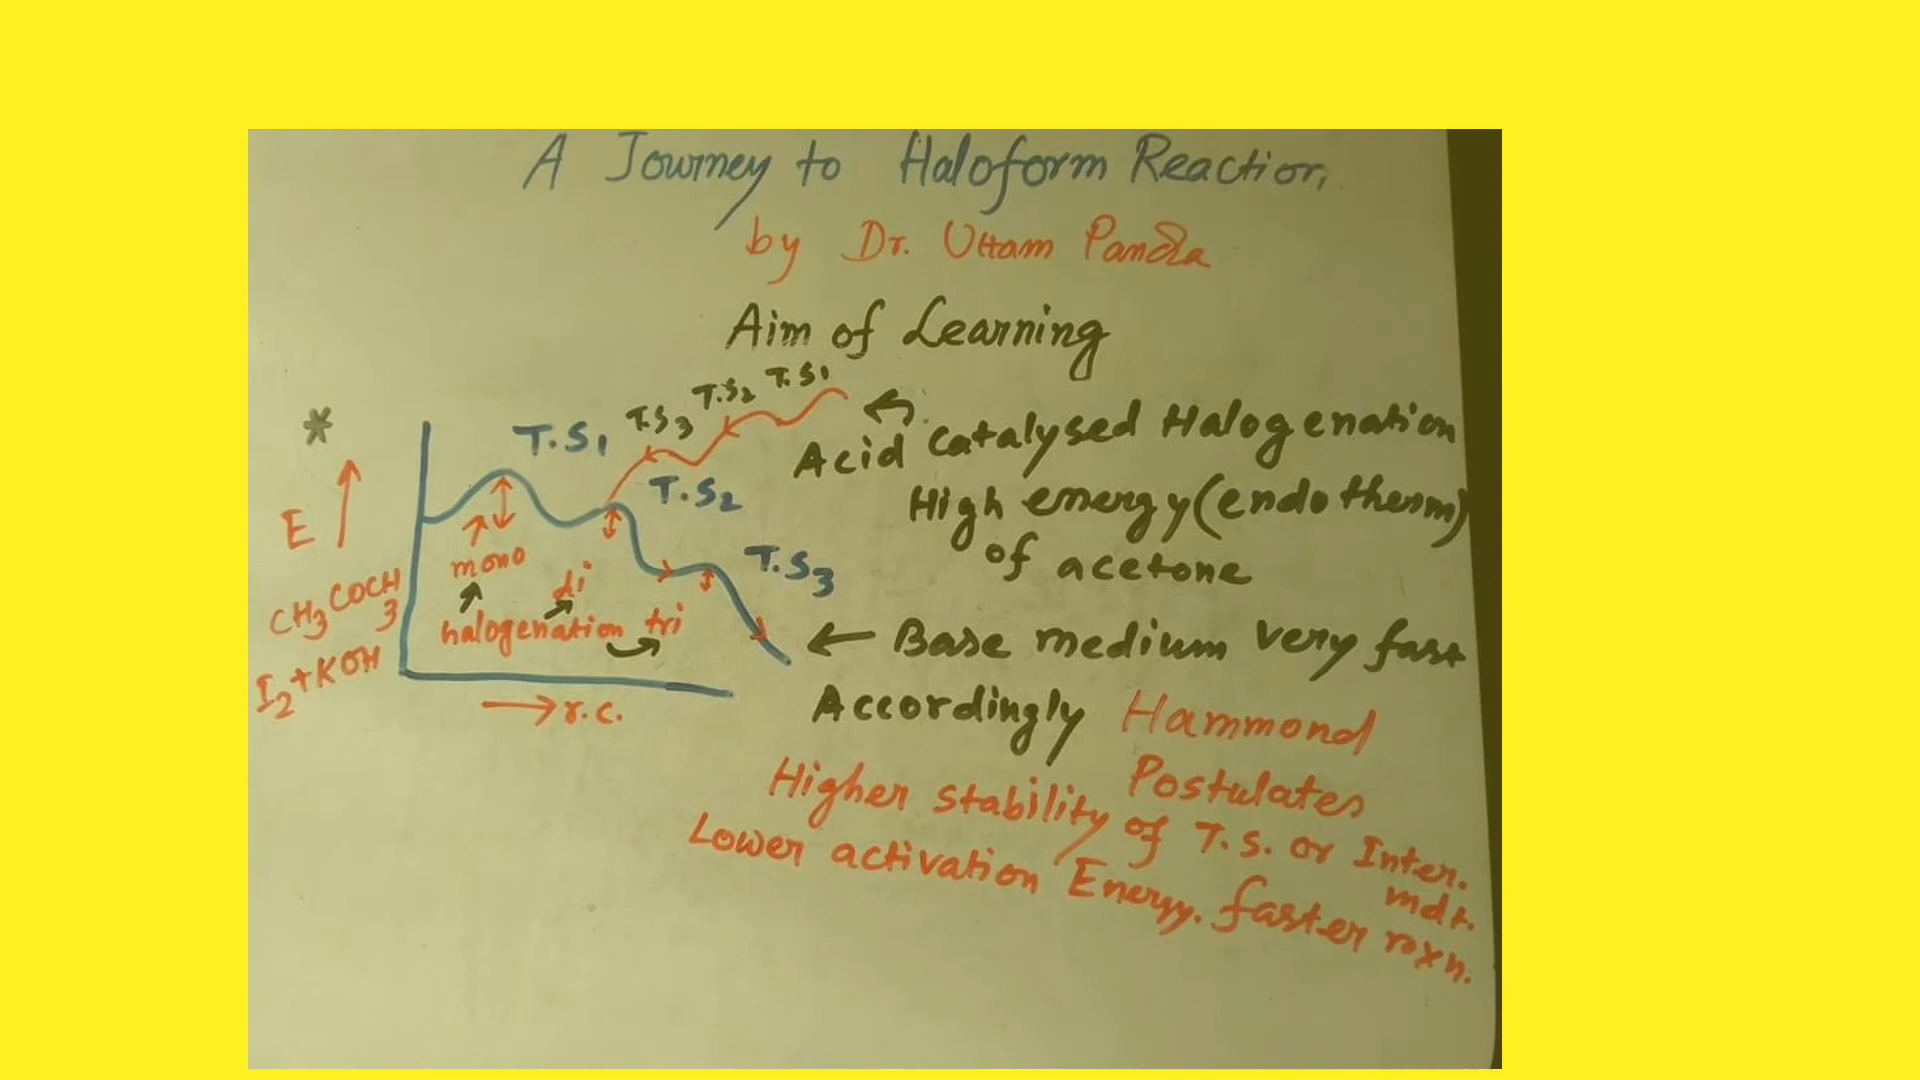 A Journey to Haloform Reaction
by Dr. Uttam Panda
Aim of Learning
*
T.S1
T.S3
T.S2
T.S1
Acid catalysed Halogenation
High energy (endotherm)
of acetone
E
T.S2
T.S3
mono
di
tri
halogenation
CH3COCH3
I2+KOH
r.c.
Base medium very fast
Accordingly Hammond
Postulates
Higher stability of T.S. or Inter.
mdt.
Lower activation Energy. faster rxn.